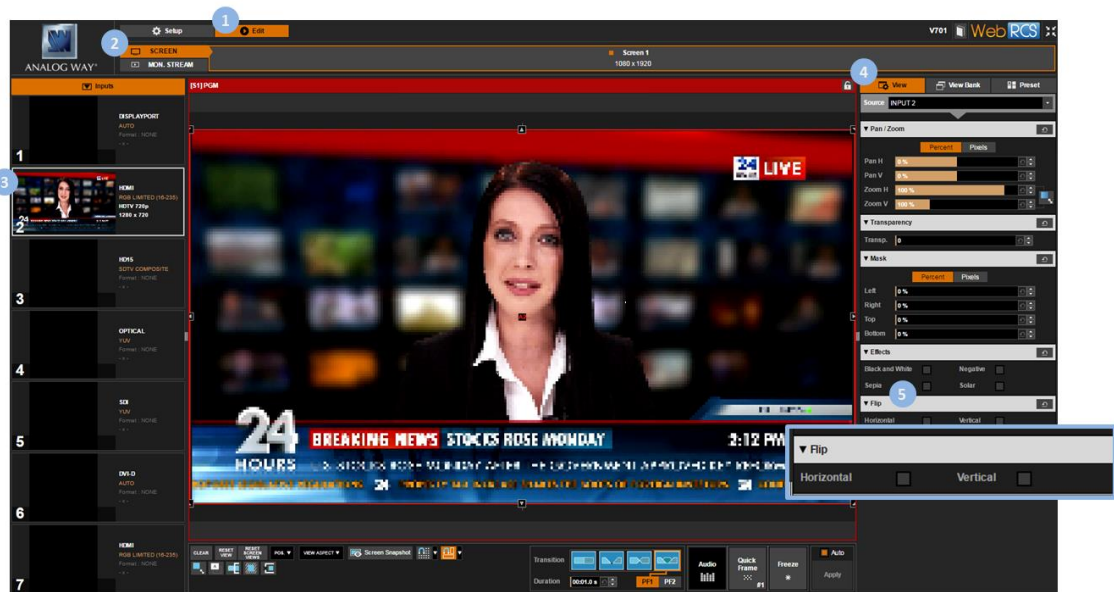 1
Setup
Edit
2
SCREEN
MON. STREAM
Screen 1
1080 x 1920
V701
Web RCS
ANALOG WAY®
Inputs
[S1] PGM
4
View
View Bank
Preset
DISPLAYPORT
AUTO
Format : NONE
- x -
1
3
HDMI
RGB LIMITED (16-235)
HDTV 720p
1280 x 720
2
HD15
SDTV COMPOSITE
Format : NONE
- x -
3
OPTICAL
YUV
Format : NONE
- x -
4
SDI
YUV
Format : NONE
- x -
5
DVI-D
AUTO
Format : NONE
- x -
6
HDMI
RGB LIMITED (16-235)
Format : NONE
- x -
7
24 LIVE
24
HOURS
BREAKING NEWS STOCKS ROSE MONDAY
2:12 PM
Source INPUT 2
Pan / Zoom
Percent Pixels
Pan H 0 %
Pan V 0 %
Zoom H 100 %
Zoom V 100 %
Transparency
Transp. 0
Mask
Percent Pixels
Left 0 %
Right 0 %
Top 0 %
Bottom 0 %
Effects
Black and White Negative
Sepia Solar
5
Flip
Horizontal Vertical
Flip
Horizontal Vertical
CLEAR
RESET VIEW
RESET SCREEN VIEWS
POS.
VIEW ASPECT
Screen Snapshot
Transition
Duration 00:01.0 s
PF1 PF2
Audio
Quick Frame
#1
Freeze
Auto
Apply